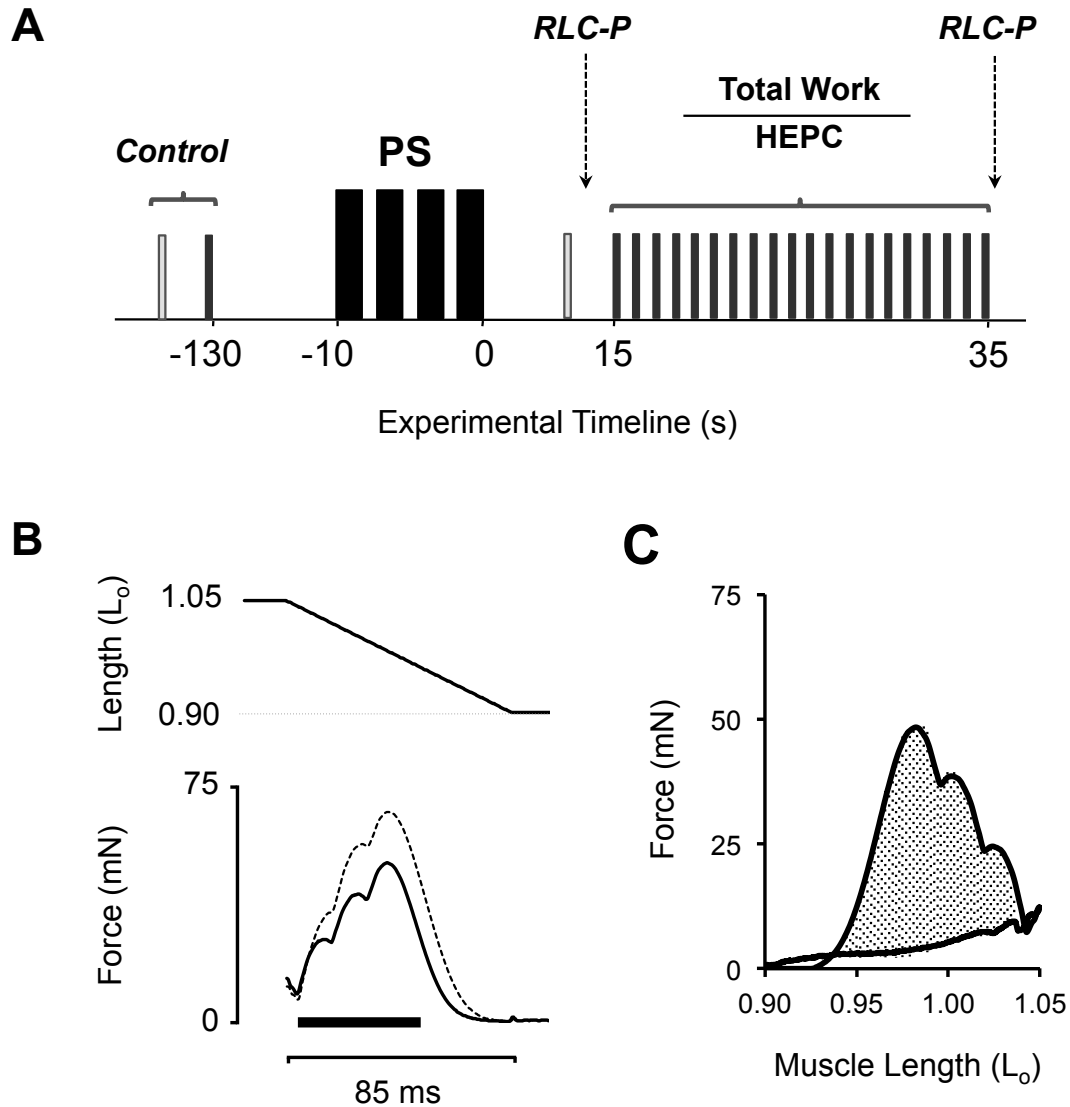 A
RLC-P
RLC-P
Total Work
HEPC
Control
PS
-130
-10
0
15
35
Experimental Timeline (s)
B
Length (Lo)
1.05
0.90
Force (mN)
75
0
85 ms
C
Force (mN)
75
50
25
0
0.90
0.95
1.00
1.05
Muscle Length (Lo)